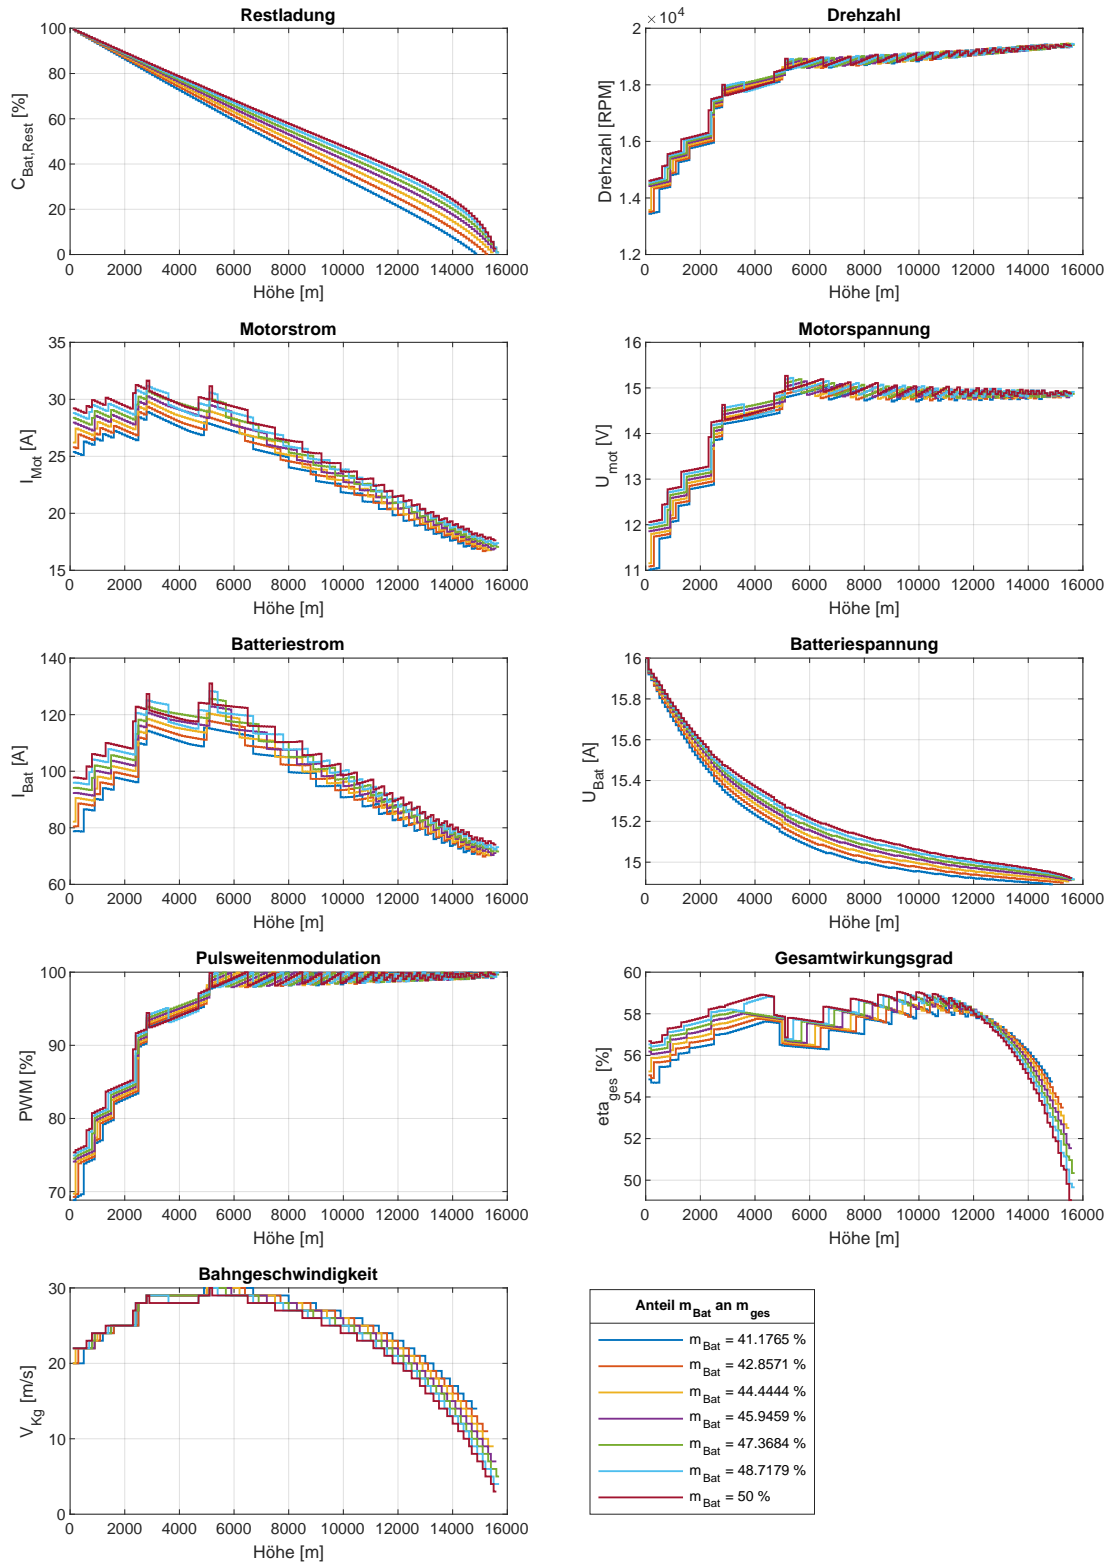 Restladung
100
80
60
40
20
0
C_Bat,Rest [%]
0 2000 4000 6000 8000 10000 12000 14000 16000
Höhe [m]
Drehzahl
×10^4
2
1.8
1.6
1.4
1.2
Drehzahl [RPM]
0 2000 4000 6000 8000 10000 12000 14000 16000
Höhe [m]
Motorstrom
35
30
25
20
15
I_Mot [A]
0 2000 4000 6000 8000 10000 12000 14000 16000
Höhe [m]
Motorspannung
16
15
14
13
12
11
U_mot [V]
0 2000 4000 6000 8000 10000 12000 14000 16000
Höhe [m]
Batteriestrom
140
120
100
80
60
I_Bat [A]
0 2000 4000 6000 8000 10000 12000 14000 16000
Höhe [m]
Batteriespannung
16
15.8
15.6
15.4
15.2
15
U_Bat [A]
0 2000 4000 6000 8000 10000 12000 14000 16000
Höhe [m]
Pulsweitenmodulation
100
90
80
70
PWM [%]
0 2000 4000 6000 8000 10000 12000 14000 16000
Höhe [m]
Gesamtwirkungsgrad
60
58
56
54
52
50
eta_ges [%]
0 2000 4000 6000 8000 10000 12000 14000 16000
Höhe [m]
Bahngeschwindigkeit
30
20
10
0
V_Kg [m/s]
0 2000 4000 6000 8000 10000 12000 14000 16000
Höhe [m]
Anteil m_Bat an m_ges
m_Bat = 41.1765 %
m_Bat = 42.8571 %
m_Bat = 44.4444 %
m_Bat = 45.9459 %
m_Bat = 47.3684 %
m_Bat = 48.7179 %
m_Bat = 50 %